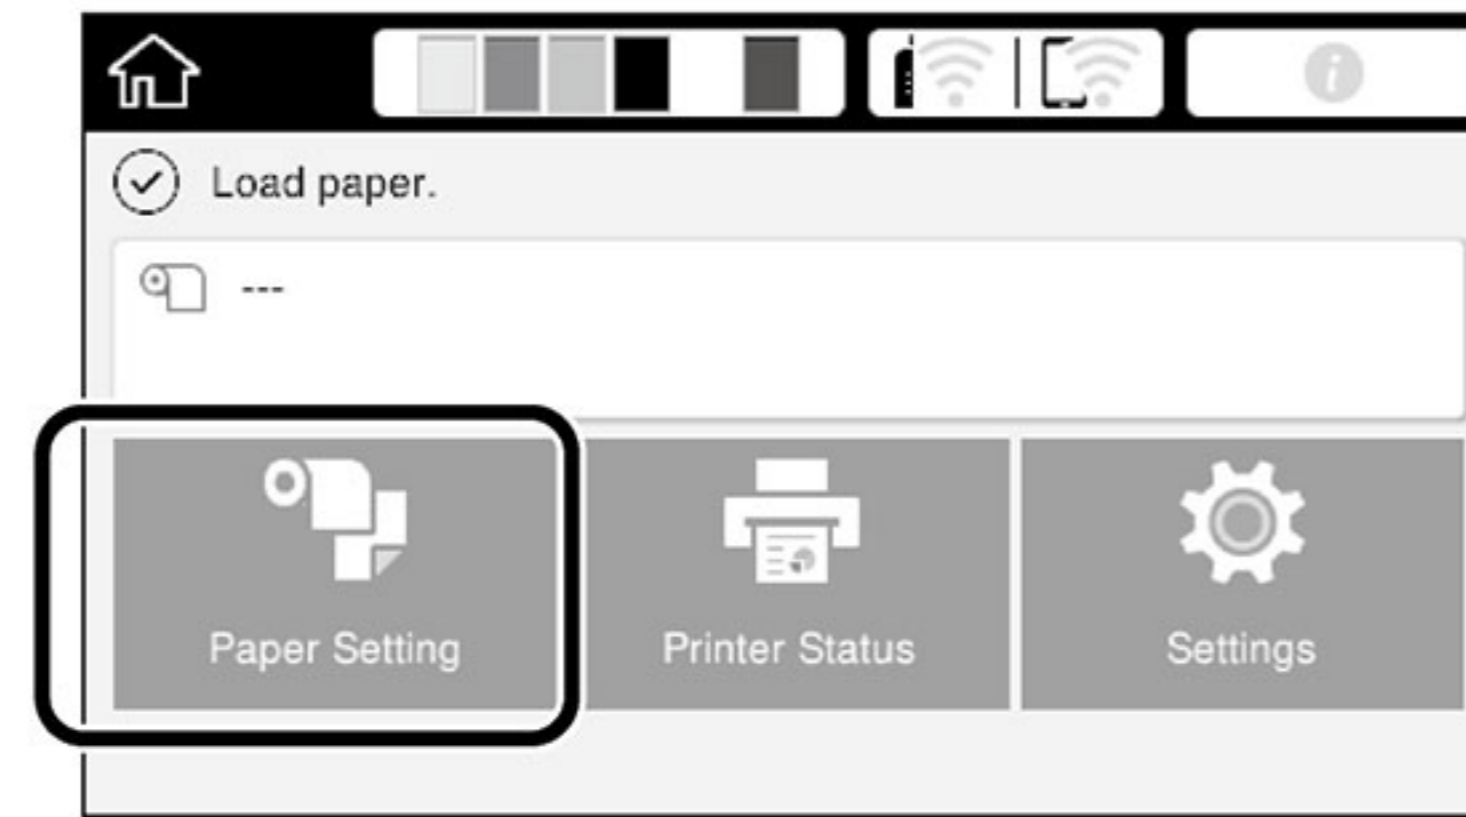 Load paper.
---
Paper Setting
Printer Status
Settings